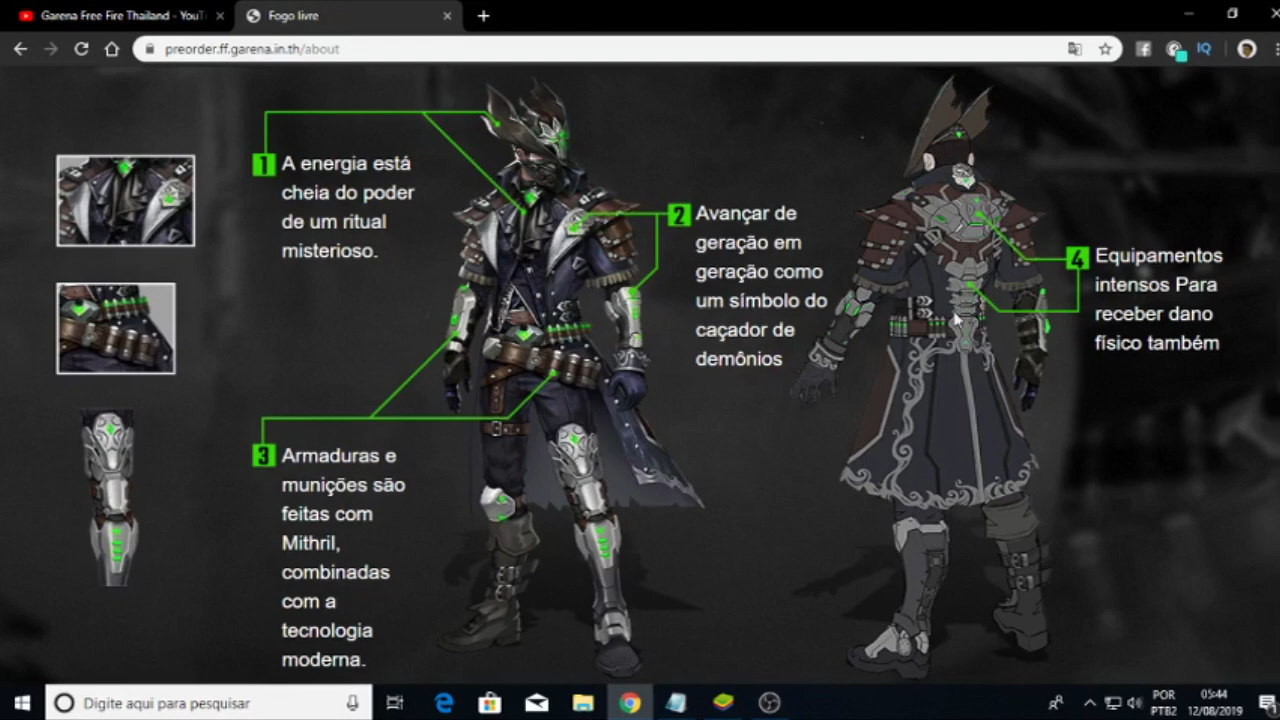 Garena Free Fire Thailand - YouT
Fogo livre
preorder.ff.garena.in.th/about
IQ
1
A energia está
cheia do poder
de um ritual
misterioso.
2
Avançar de
geração em
geração como
um símbolo do
caçador de
demônios
3
Armaduras e
munições são
feitas com
Mithril,
combinadas
com a
tecnologia
moderna.
4
Equipamentos
intensos Para
receber dano
físico também
Digite aqui para pesquisar
POR
PTB2
05:44
12/08/2019